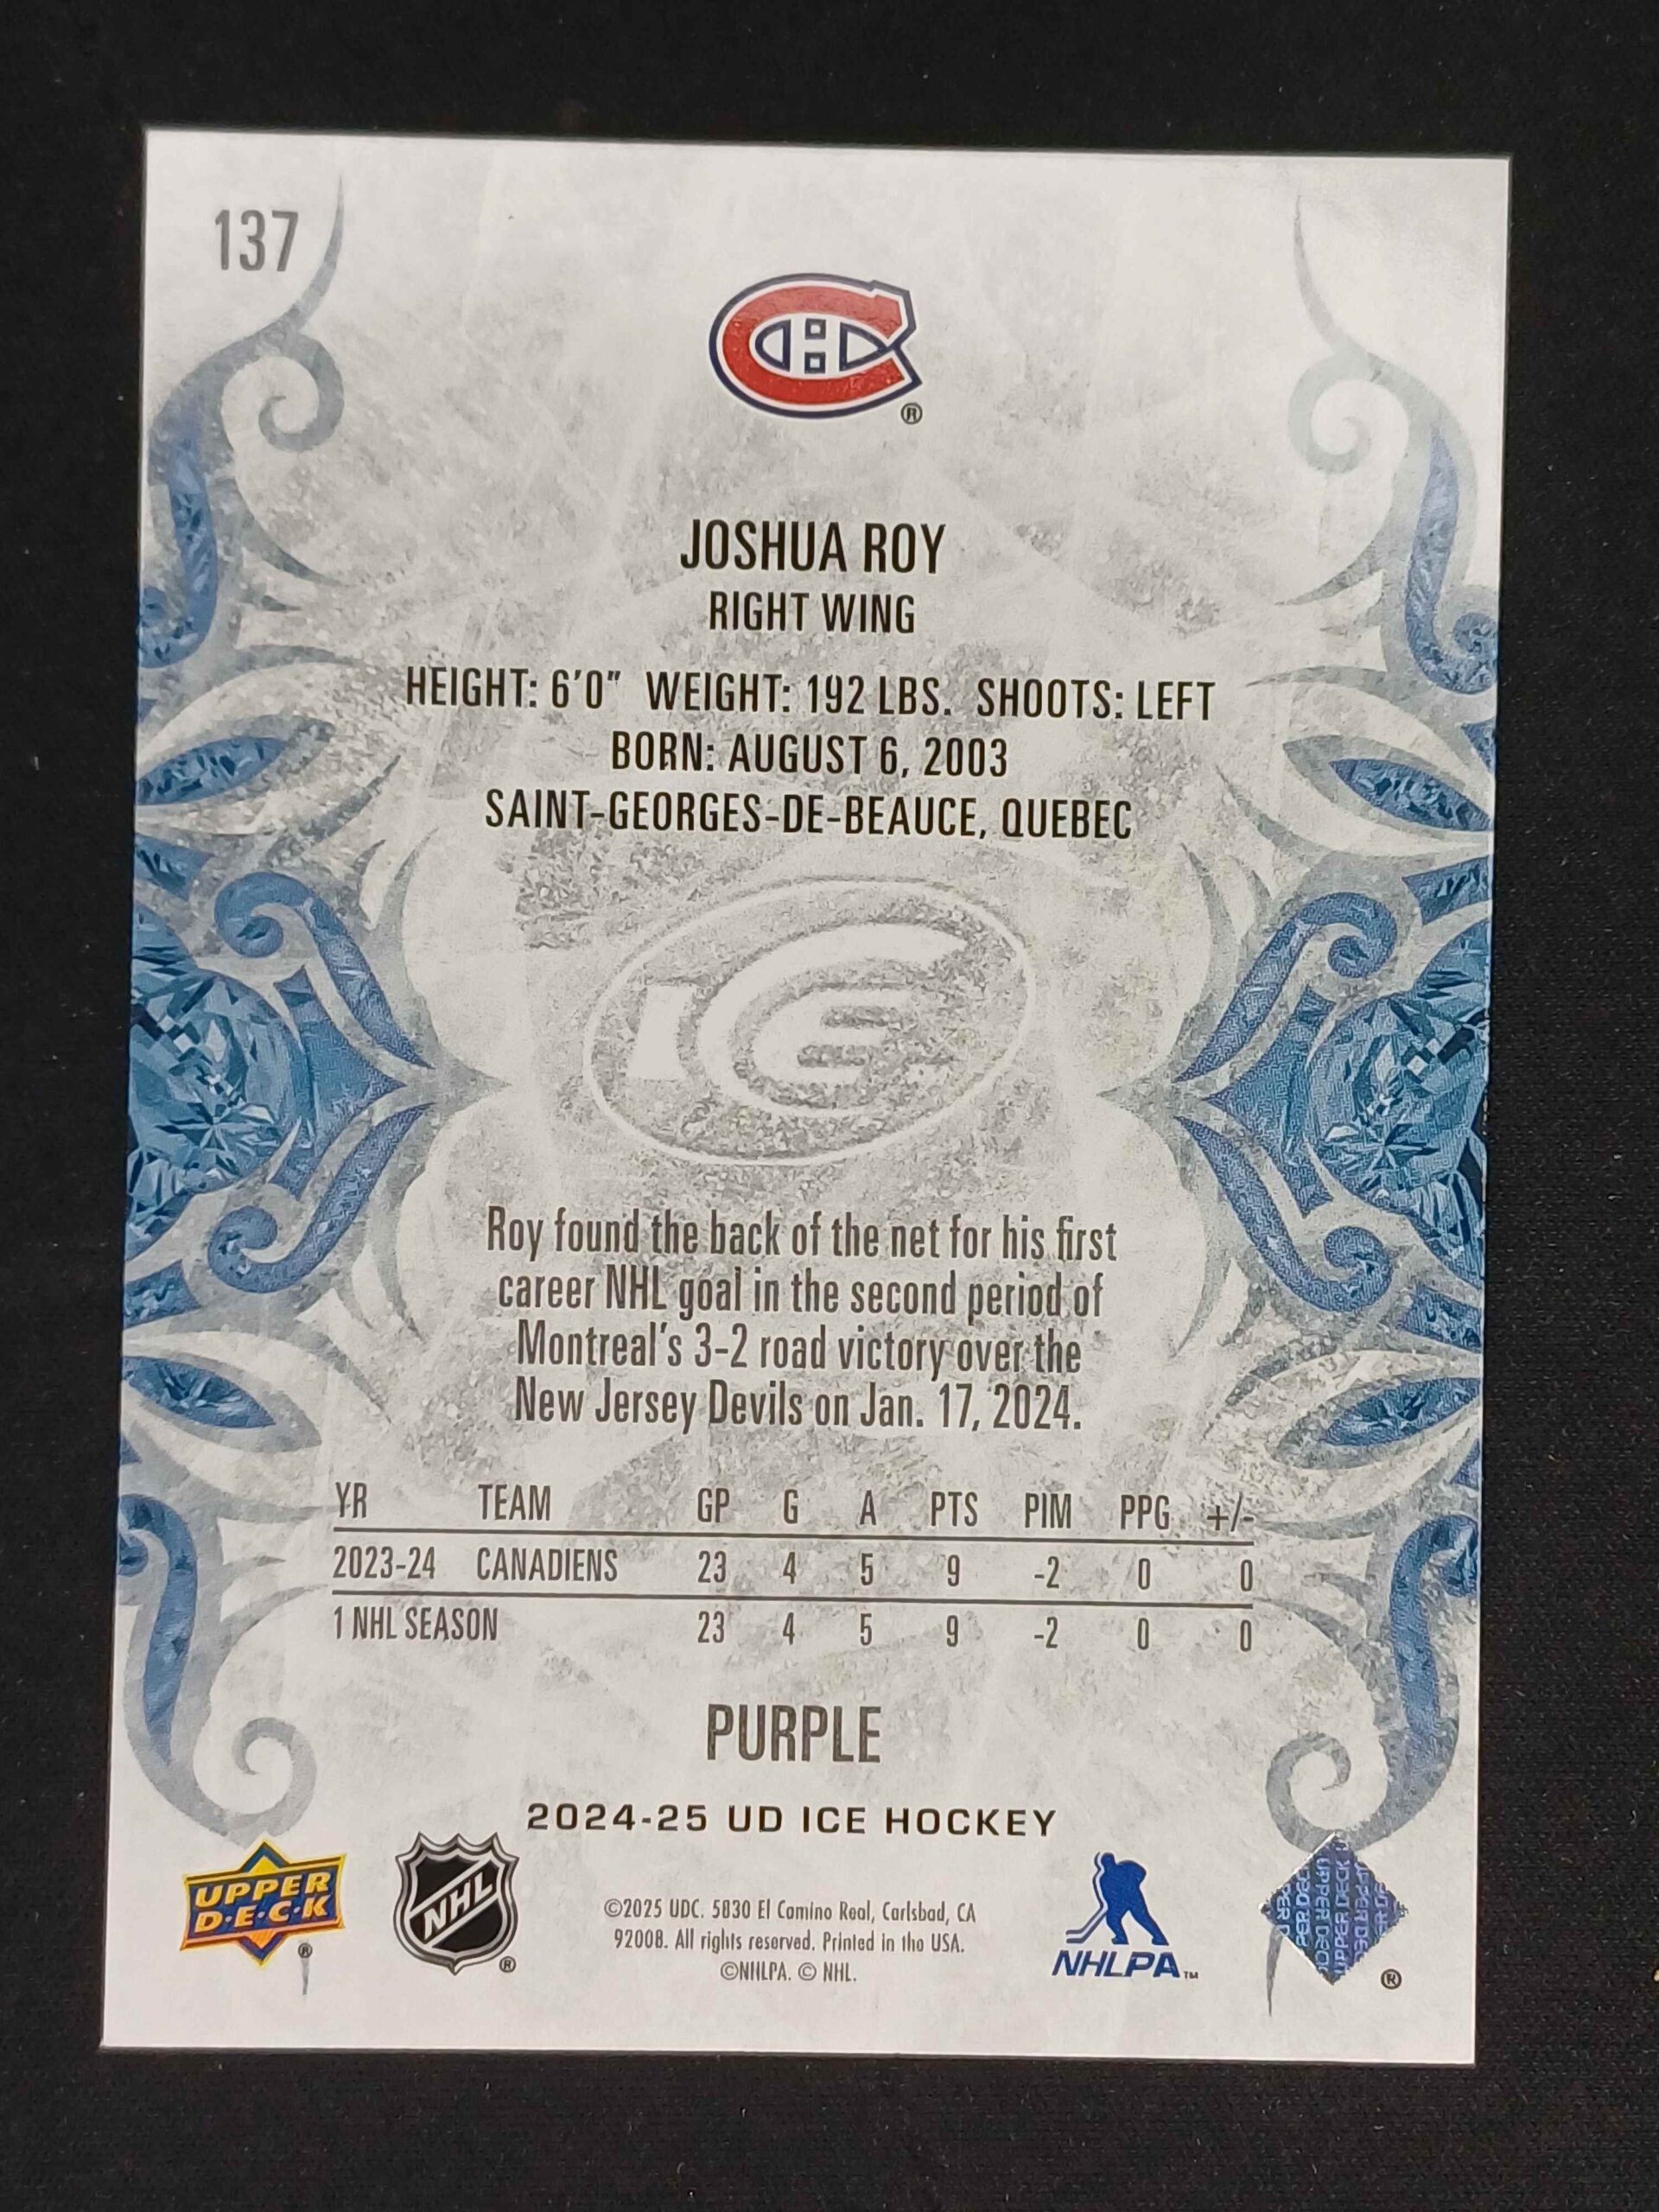 137
JOSHUA ROY
RIGHT WING
HEIGHT: 6'0" WEIGHT: 192 LBS. SHOOTS: LEFT
BORN: AUGUST 6, 2003
SAINT-GEORGES-DE-BEAUCE, QUEBEC
ICE
Roy found the back of the net for his first
career NHL goal in the second period of
Montreal's 3-2 road victory over the
New Jersey Devils on Jan. 17, 2024.
YR TEAM GP G A PTS PIM PPG +/-
2023-24 CANADIENS 23 4 5 9 -2 0 0
1 NHL SEASON 23 4 5 9 -2 0 0
PURPLE
2024-25 UD ICE HOCKEY
UPPER
D·E·C·K
®
NHL
®
©2025 UDC. 5830 El Camino Real, Carlsbad, CA
92008. All rights reserved. Printed in the USA.
©NHLPA. © NHL.
NHLPA™
UPPER DECK
®